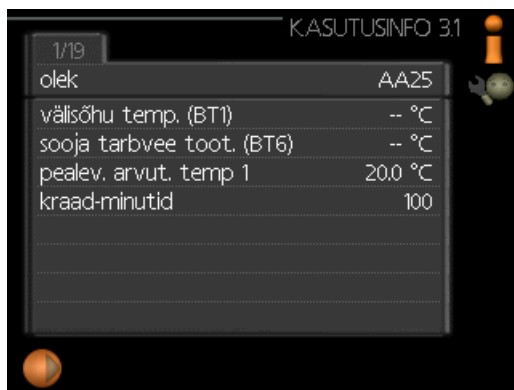 K.ASUTUSINFO 3.1
1/19
olek AA25
välisõhu temp. (BT1) -- °C
sooja tarbvee toot. (BT6) -- °C
pealev. arvut. temp 1 20.0 °C
kraad-minutid 100